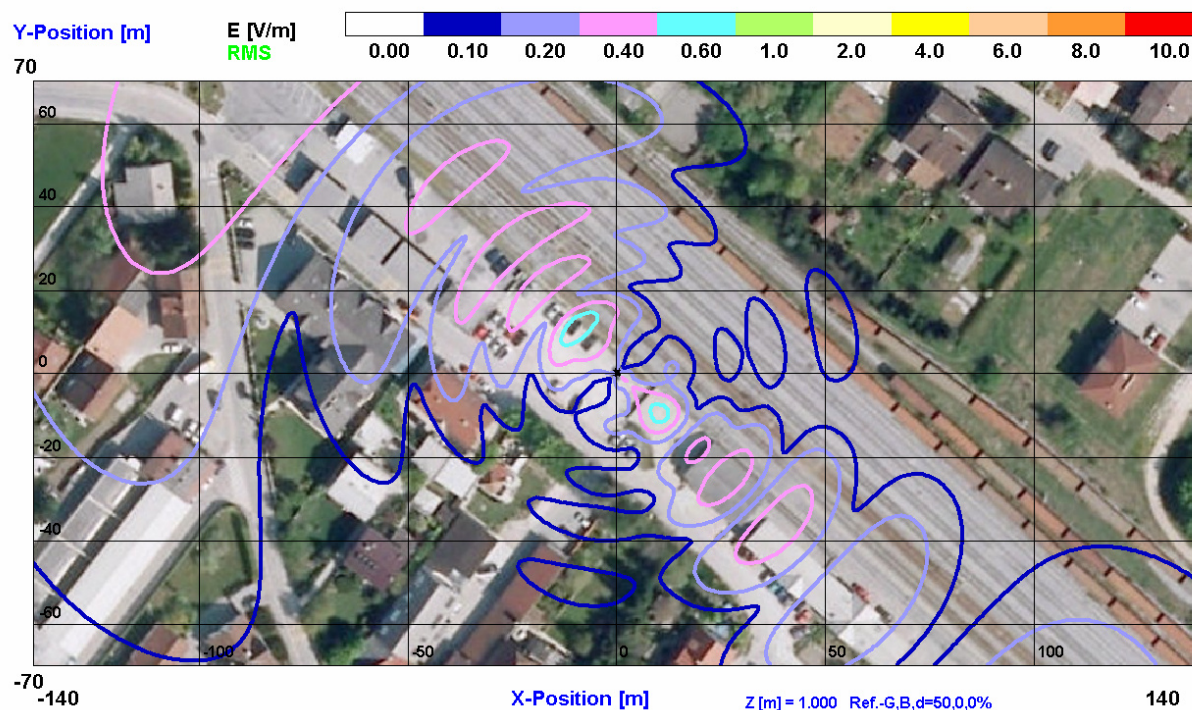 Y-Position [m] E [V/m]
RMS 0.00 0.10 0.20 0.40 0.60 1.0 2.0 4.0 6.0 8.0 10.0
70
60
40
20
0
-20
-40
-60
-100 -50 0 50 100
-70
-140 X-Position [m] Z [m] = 1.000 Ref.-G,B,d=50,0,0% 140